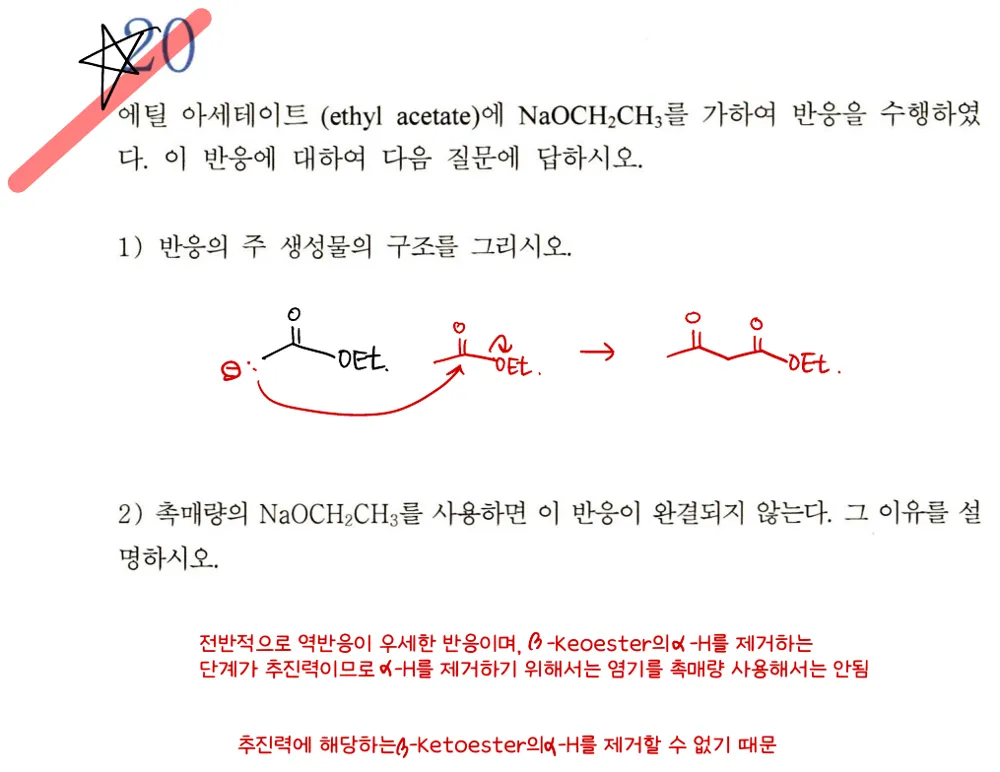 20
에틸 아세테이트 (ethyl acetate)에 NaOCH₂CH₃를 가하여 반응을 수행하였
다. 이 반응에 대하여 다음 질문에 답하시오.
1) 반응의 주 생성물의 구조를 그리시오.
O O O O
⊖: OEt. OEt. → OEt.
2) 촉매량의 NaOCH₂CH₃를 사용하면 이 반응이 완결되지 않는다. 그 이유를 설
명하시오.
전반적으로 역반응이 우세한 반응이며, β-Keoester의 α-H를 제거하는
단계가 추진력이므로 α-H를 제거하기 위해서는 염기를 촉매량 사용해서는 안됨
추진력에 해당하는 β-Ketoester의 α-H를 제거할 수 없기 때문